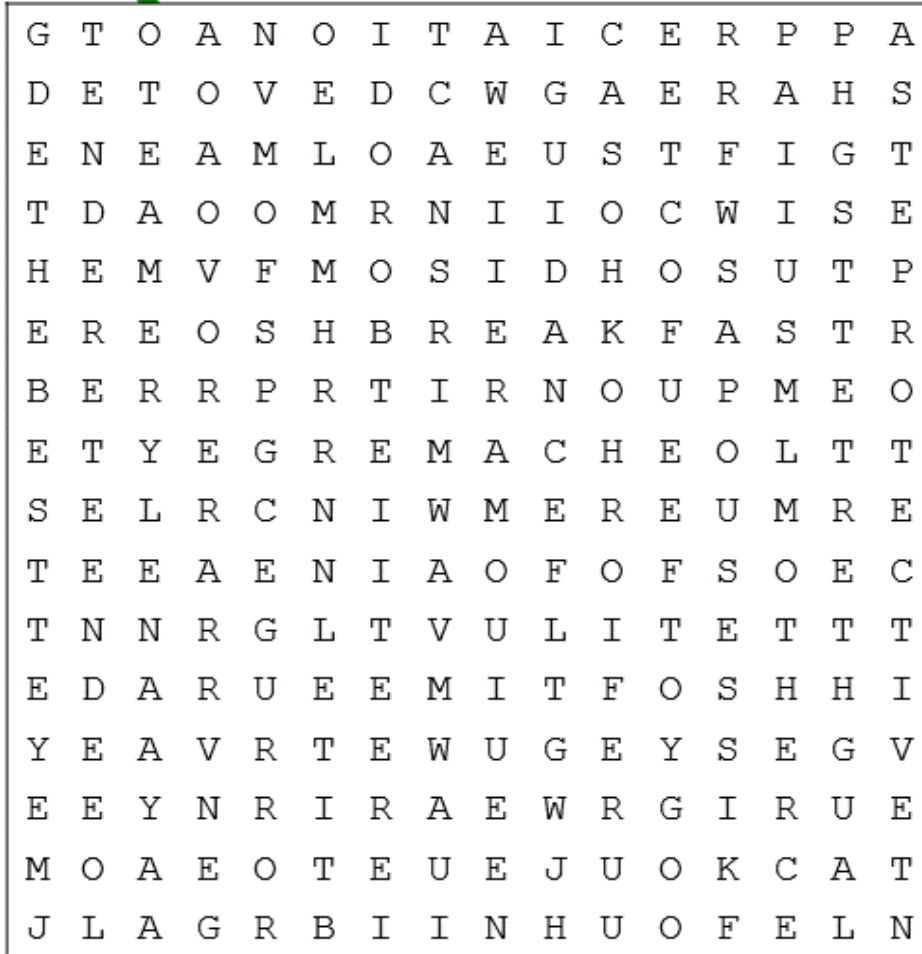 G T O A N O I T A I C E R P P A
D E T O V E D C W G A E R A H S
E N E A M L O A E U S T F I G T
T D A O O M R N I I O C W I S E
H E M V F M O S I D H O S U T P
E R E O S H B R E A K F A S T R
B E R R P R T I R N O U P M E O
E T Y E G R E M A C H E O L T T
S E L R C N I W M E R E U M R E
T E E A E N I A O F O F S O E C
T N N R G L T V U L I T E T T T
E D A R U E E M I T F O S H H I
Y E A V R T E W U G E Y S E G V
E E Y N R I R A E W R G I R U E
M O A E O T E U E J U O K C A T
J L A G R B I I N H U O F E L N